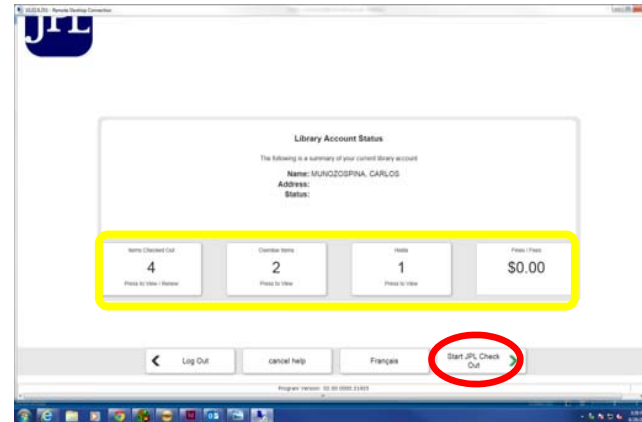 JPL
Library Account Status
The following is a summary of your current library account
Name: MUNOZOSPINA, CARLOS
Address:
Status:
Items Checked Out
4
Press to View / Renew
Overdue Items
2
Press to View
Holds
1
Press to View
Fines / Fees
$0.00
Log Out
cancel help
Français
Start JPL Check
Out